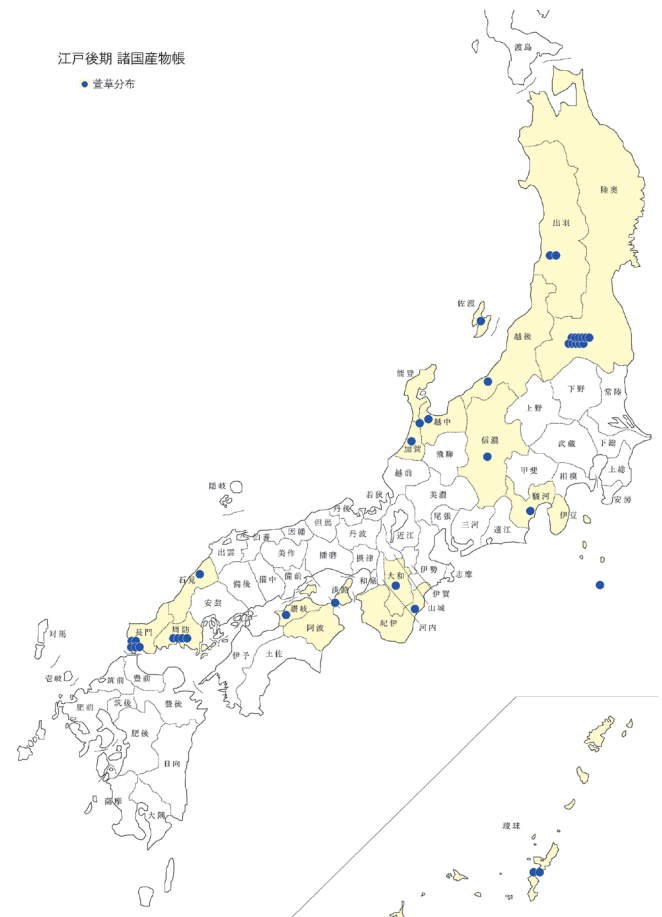 江戸後期 諸国産物帳
萱草分布
渡島
陸奥
出羽
佐渡
越後
能登
越中
加賀
飛騨
信濃
上野
下野
常陸
武蔵
下総
上総
安房
甲斐
相模
駿河
伊豆
遠江
三河
尾張
美濃
越前
若狭
丹後
丹波
但馬
因幡
伯耆
隠岐
出雲
石見
美作
播磨
摂津
近江
伊勢
志摩
伊賀
山城
河内
大和
和泉
紀伊
淡路
備前
備中
備後
安芸
周防
長門
讃岐
阿波
伊予
土佐
対馬
壱岐
筑前
豊前
肥前
筑後
豊後
肥後
日向
薩摩
大隅
琉球